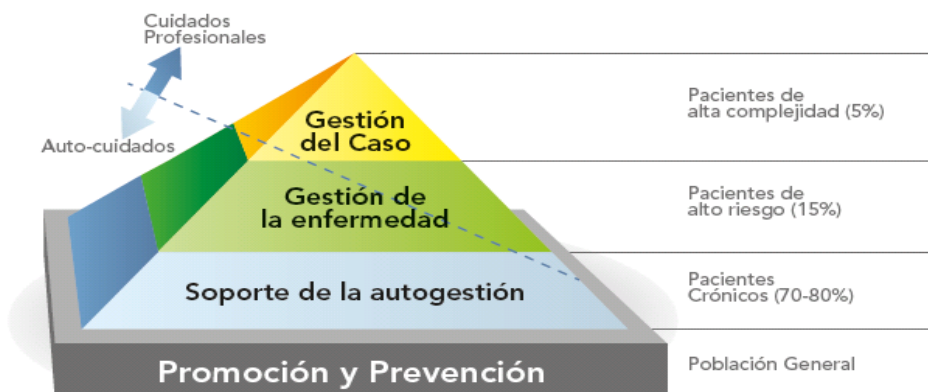 Cuidados
Profesionales
Auto-cuidados
Gestión
del Caso
Pacientes de
alta complejidad (5%)
Gestión de
la enfermedad
Pacientes de
alto riesgo (15%)
Soporte de la autogestión
Pacientes
Crónicos (70-80%)
Promoción y Prevención
Población General